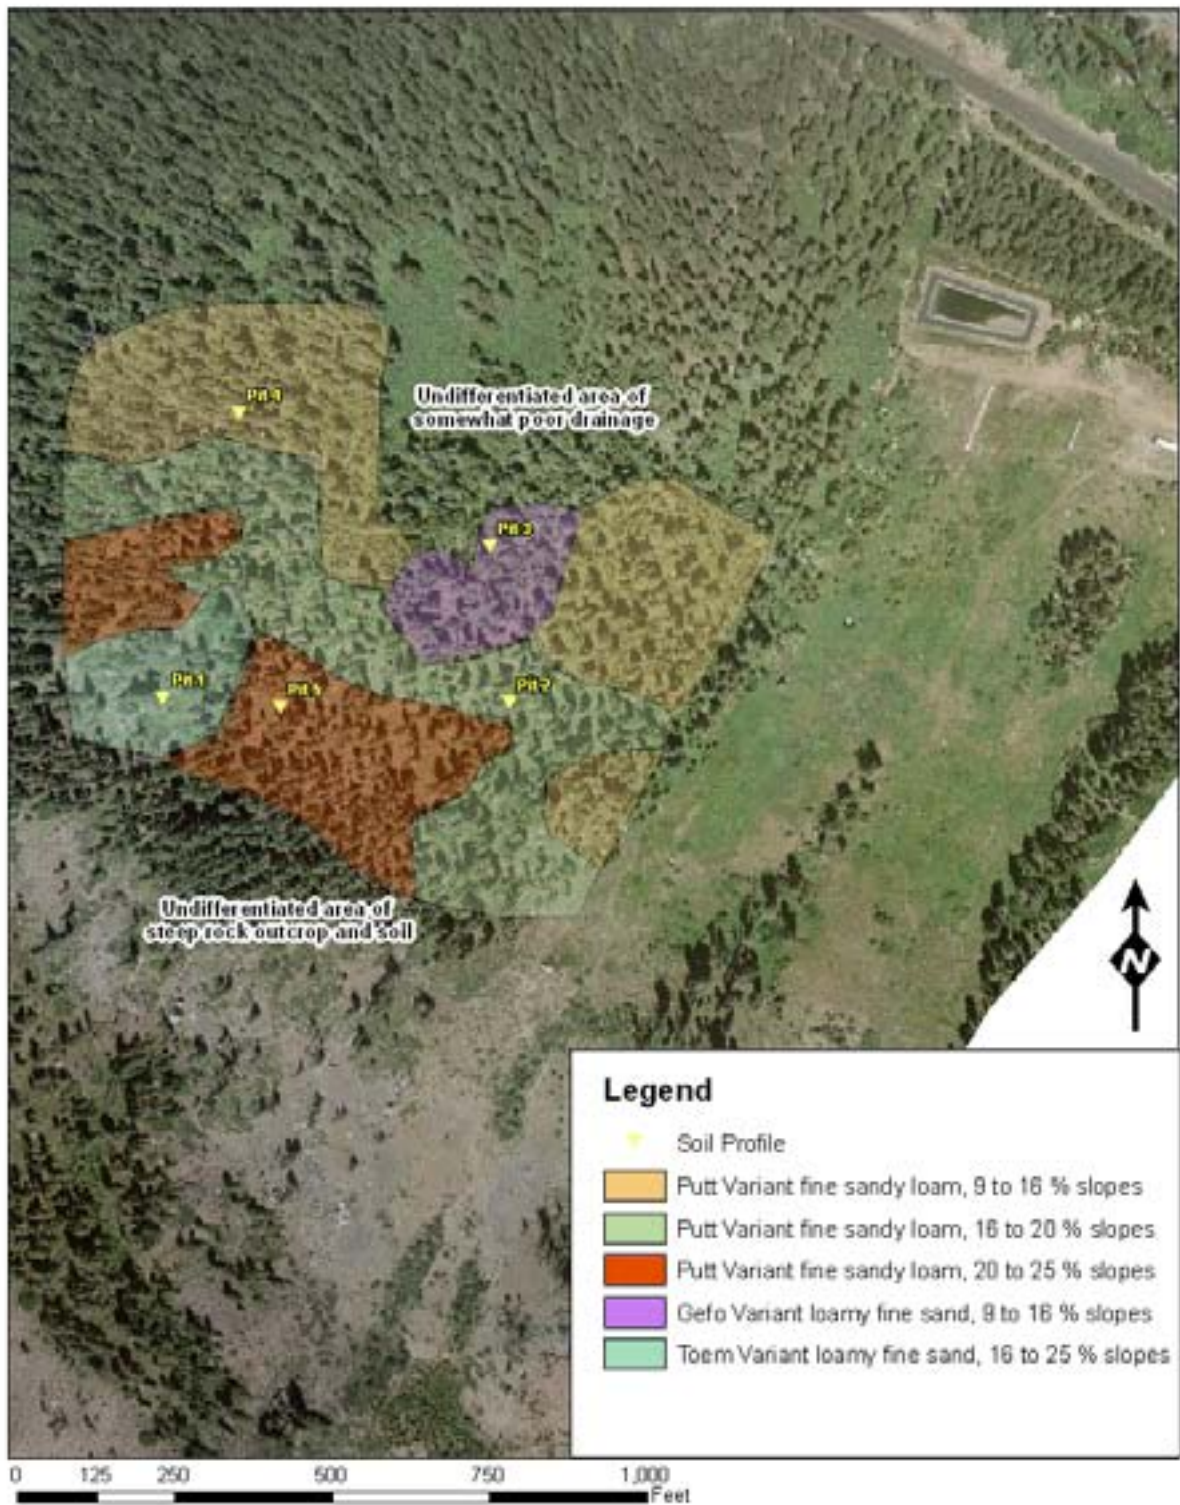 Pit 4
Undifferentiated area of
somewhat poor drainage
Pit 3
Pit 1
Pit 5
Pit 2
Undifferentiated area of
steep rock outcrop and soil
N
Legend
Soil Profile
Putt Variant fine sandy loam, 9 to 16 % slopes
Putt Variant fine sandy loam, 16 to 20 % slopes
Putt Variant fine sandy loam, 20 to 25 % slopes
Gefo Variant loamy fine sand, 9 to 16 % slopes
Toem Variant loamy fine sand, 16 to 25 % slopes
0 125 250 500 750 1,000
Feet